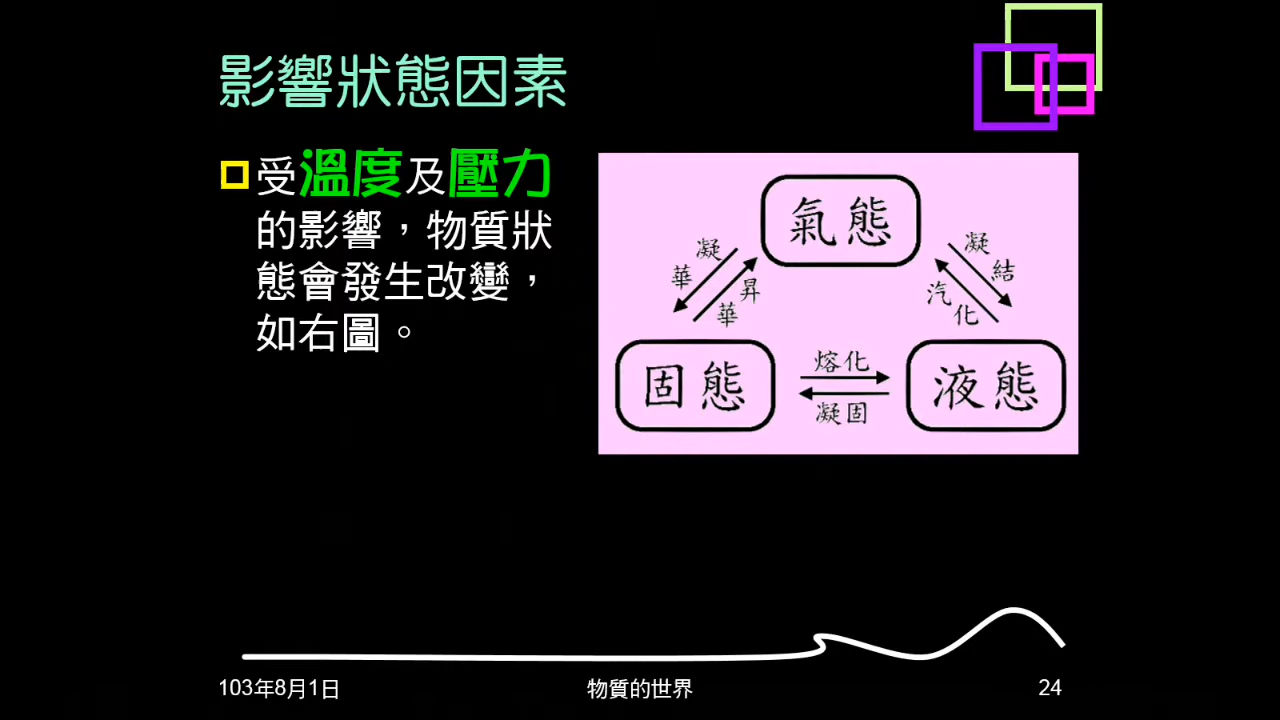 影響狀態因素
受溫度及壓力
的影響，物質狀
態會發生改變，
如右圖。
氣態
凝華
昇華
凝結
汽化
固態
熔化
凝固
液態
103年8月1日
物質的世界
24